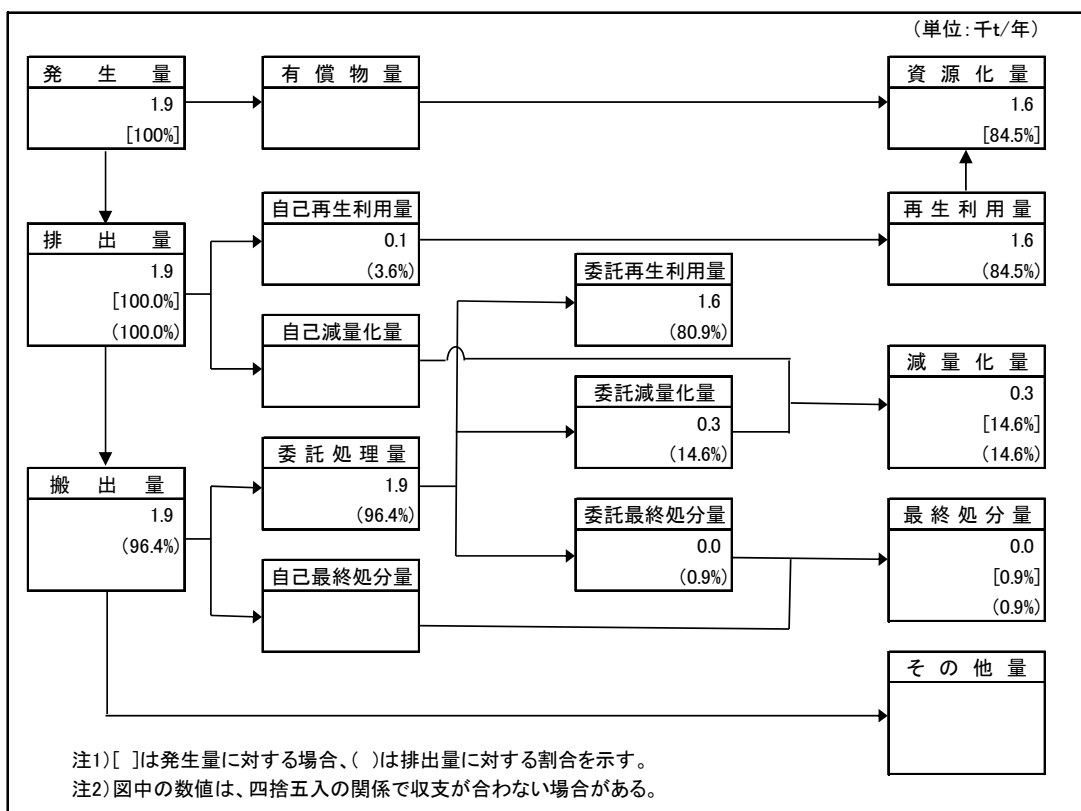 （単位：千t/年）
発生量
1.9
[100%]
有償物量
資源化量
1.6
[84.5%]
排出量
1.9
[100.0%]
(100.0%)
自己再生利用量
0.1
(3.6%)
再生利用量
1.6
(84.5%)
委託再生利用量
1.6
(80.9%)
自己減量化量
委託減量化量
0.3
(14.6%)
減量化量
0.3
[14.6%]
(14.6%)
搬出量
1.9
(96.4%)
委託処理量
1.9
(96.4%)
委託最終処分量
0.0
(0.9%)
最終処分量
0.0
[0.9%]
(0.9%)
自己最終処分量
その他量
注1)[　]は発生量に対する場合、(　)は排出量に対する割合を示す。
注2)図中の数値は、四捨五入の関係で収支が合わない場合がある。